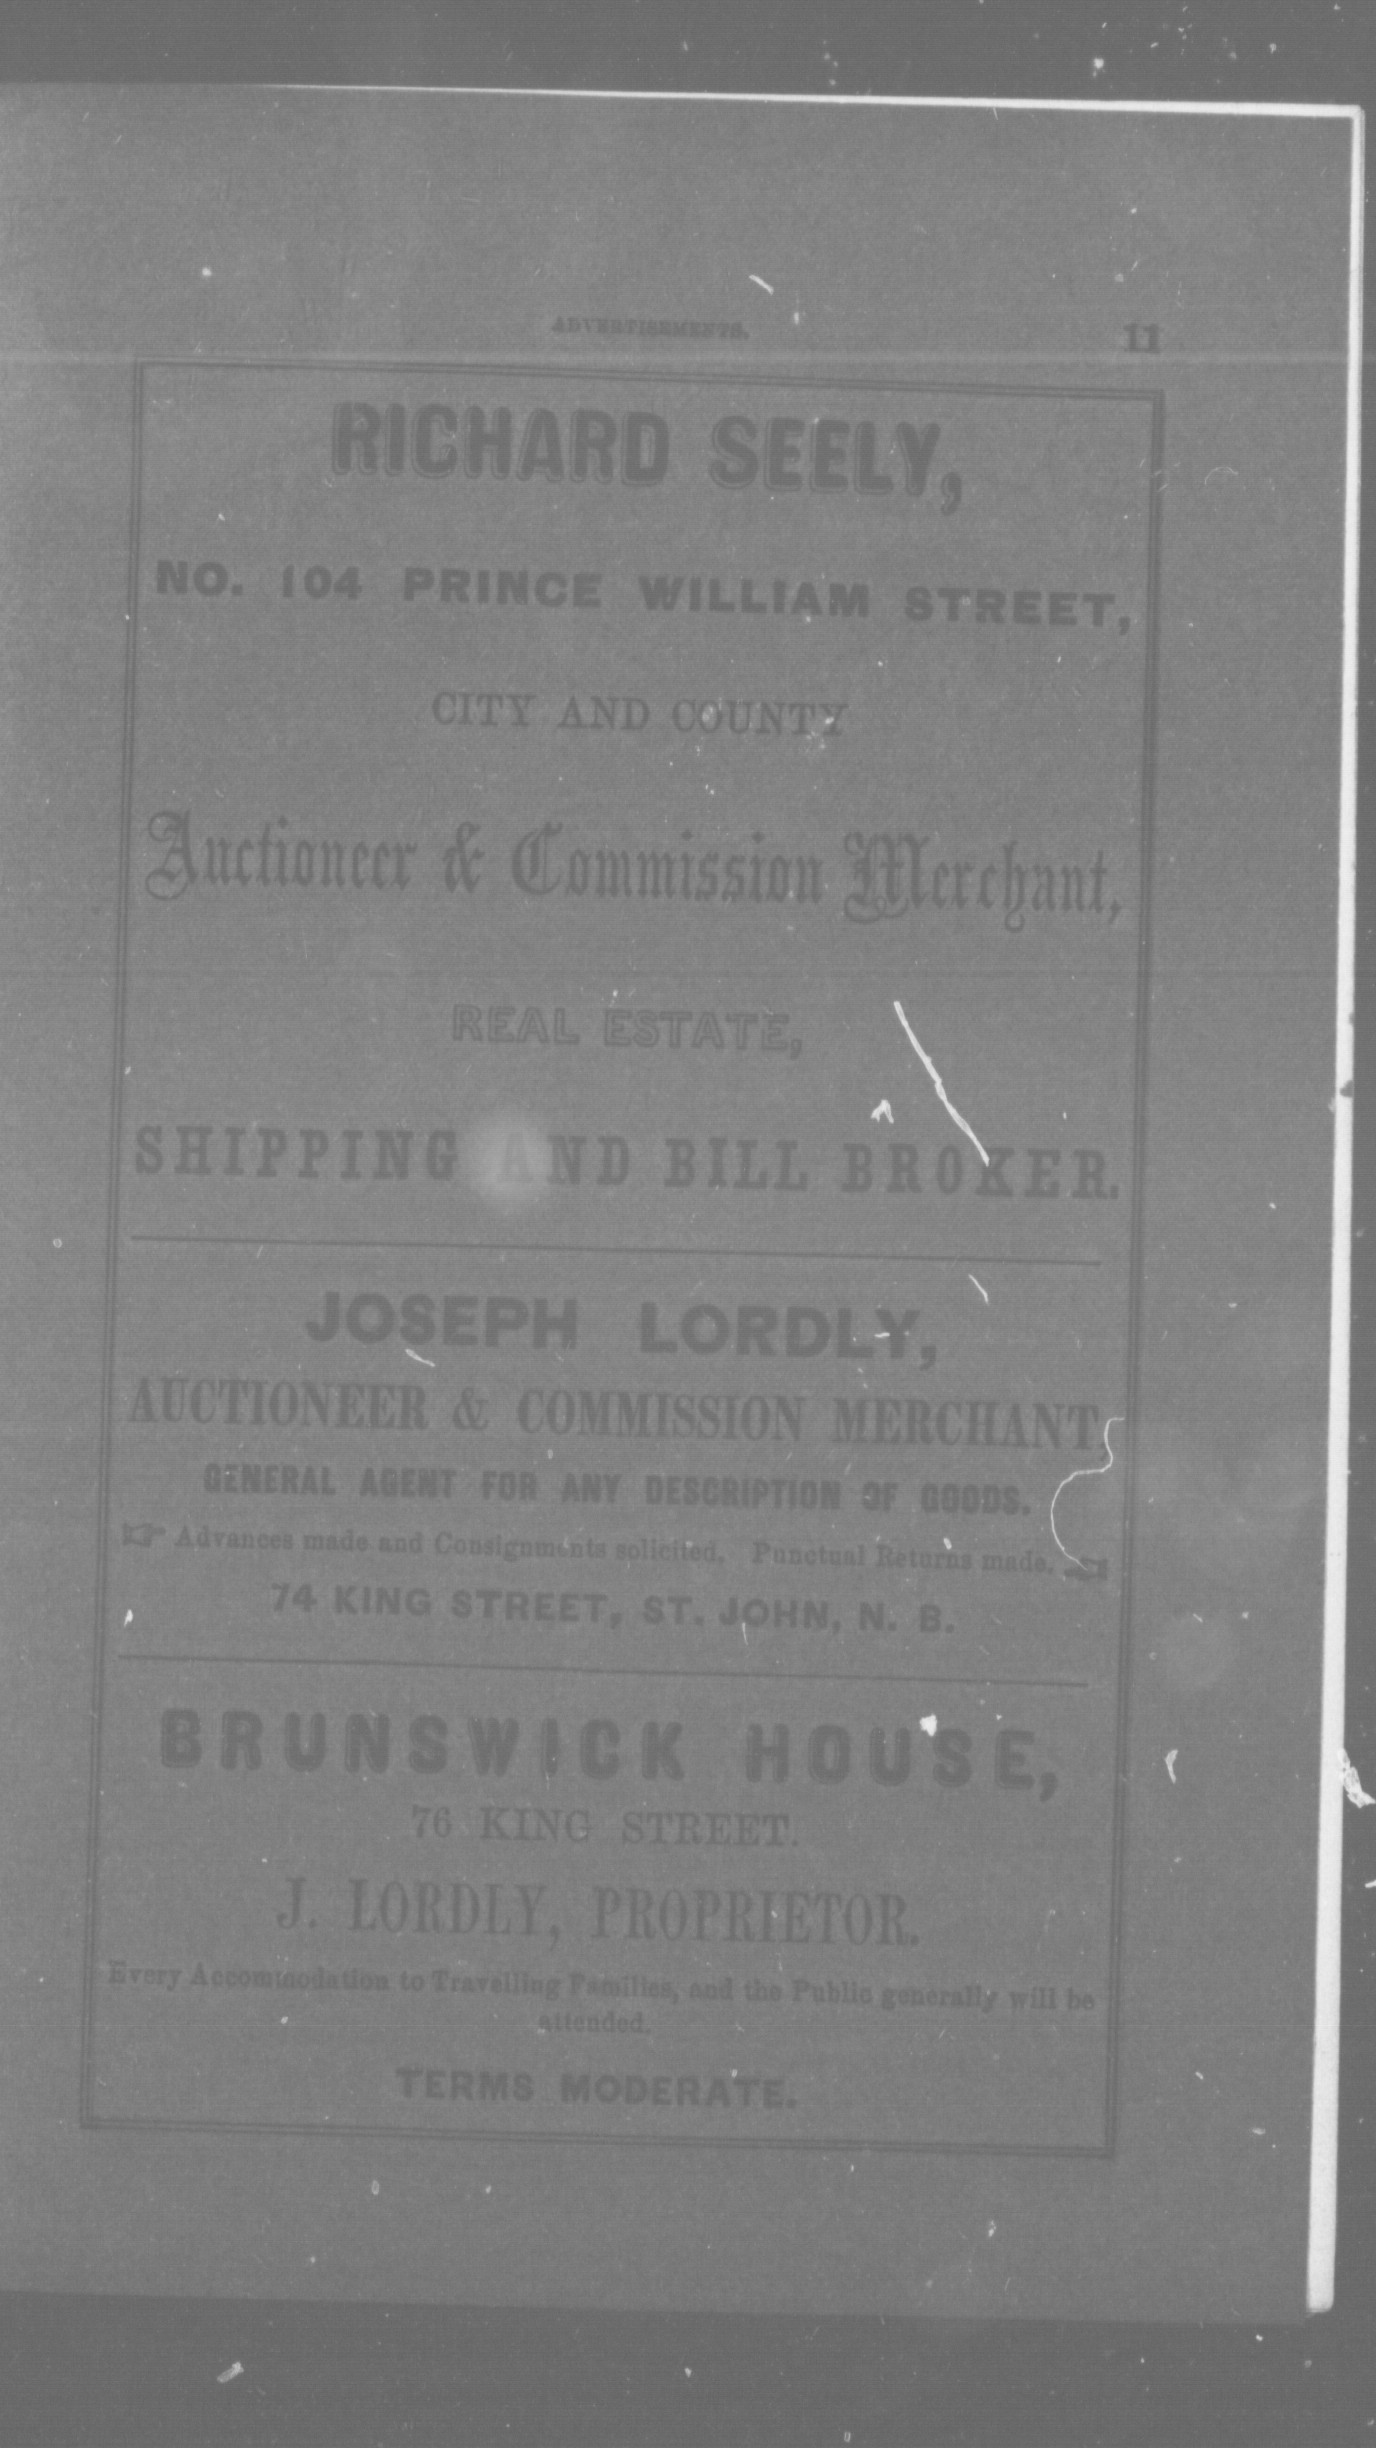 ADVERTISEMENTS. 11
RICHARD SEELY,
NO. 104 PRINCE WILLIAM STREET,
CITY AND COUNTY
Auctioneer & Commission Merchant,
REAL ESTATE,
SHIPPING AND BILL BROKER.
JOSEPH LORDLY,
AUCTIONEER & COMMISSION MERCHANT,
GENERAL AGENT FOR ANY DESCRIPTION OF GOODS.
☞ Advances made and Consignments solicited. Punctual Returns made. ☜
74 KING STREET, ST. JOHN, N. B.
BRUNSWICK HOUSE,
76 KING STREET.
J. LORDLY, PROPRIETOR.
Every Accommodation to Travelling Families, and the Public generally will be
attended.
TERMS MODERATE.